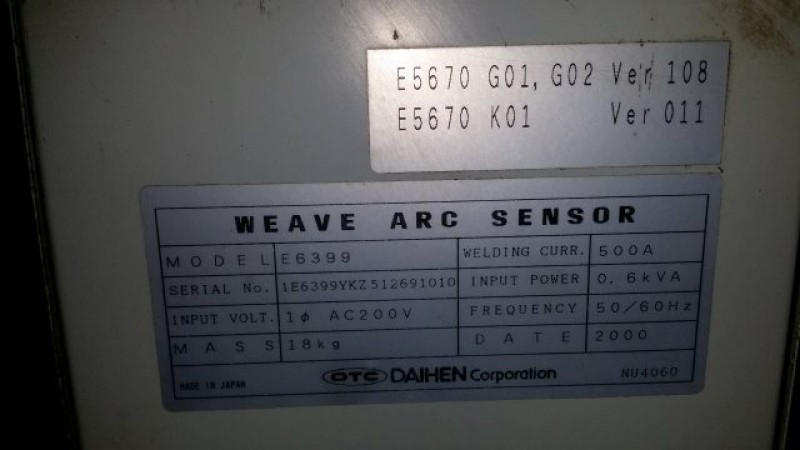 E5670 G01, G02 Ver 108
E5670 K01 Ver 011
WEAVE ARC SENSOR
MODEL E6399 WELDING CURR. 500A
SERIAL No. 1E6399YKZ512691010 INPUT POWER 0.6kVA
INPUT VOLT. 1ϕ AC200V FREQUENCY 50/60Hz
MASS 18kg DATE 2000
MADE IN JAPAN OTC DAIHEN Corporation NU4060